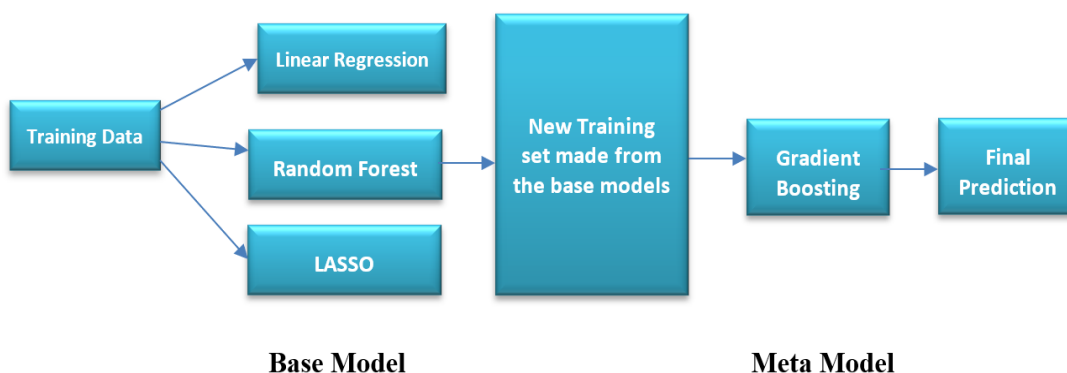 Training Data
Linear Regression
Random Forest
LASSO
New Training
set made from
the base models
Gradient
Boosting
Final
Prediction
Base Model
Meta Model